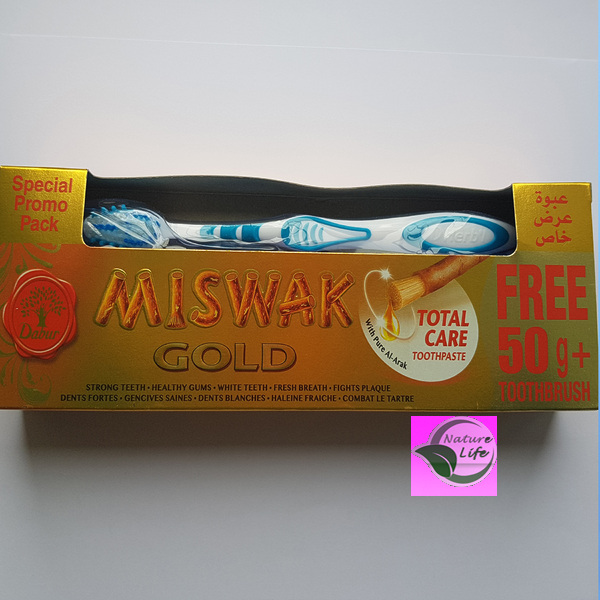 Special
Promo
Pack
عبوة
عرض
خاص
Dabur
MISWAK
GOLD
With Pure Al-Arak
TOTAL
CARE
TOOTHPASTE
FREE
50 g+
TOOTHBRUSH
STRONG TEETH • HEALTHY GUMS • WHITE TEETH • FRESH BREATH • FIGHTS PLAQUE
DENTS FORTES • GENCIVES SAINES • DENTS BLANCHES • HALEINE FRAICHE • COMBAT LE TARTRE
Nature
Life